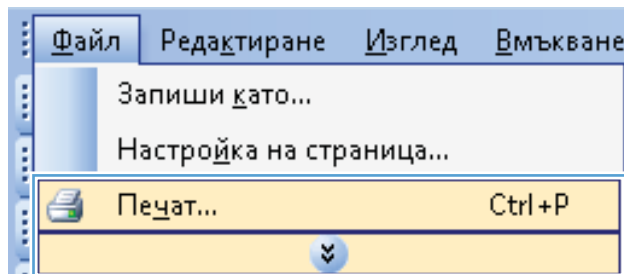 Файл Редактиране Изглед Вмъкване
Запиши като...
Настройка на страница...
Печат... Ctrl+P